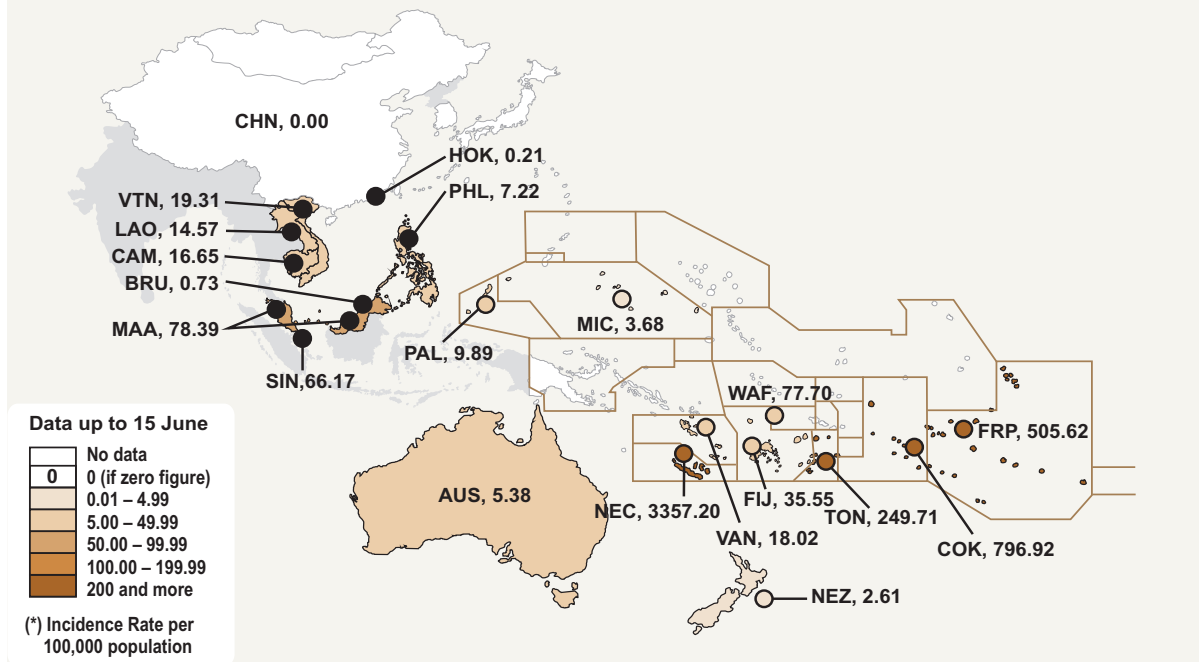 CHN, 0.00
HOK, 0.21
PHL, 7.22
VTN, 19.31
LAO, 14.57
CAM, 16.65
BRU, 0.73
MAA, 78.39
SIN,66.17
PAL, 9.89
MIC, 3.68
WAF, 77.70
FRP, 505.62
AUS, 5.38
NEC, 3357.20
FIJ, 35.55
TON, 249.71
VAN, 18.02
COK, 796.92
NEZ, 2.61
Data up to 15 June
No data
0 0 (if zero figure)
0.01 – 4.99
5.00 – 49.99
50.00 – 99.99
100.00 – 199.99
200 and more
(*) Incidence Rate per
100,000 population